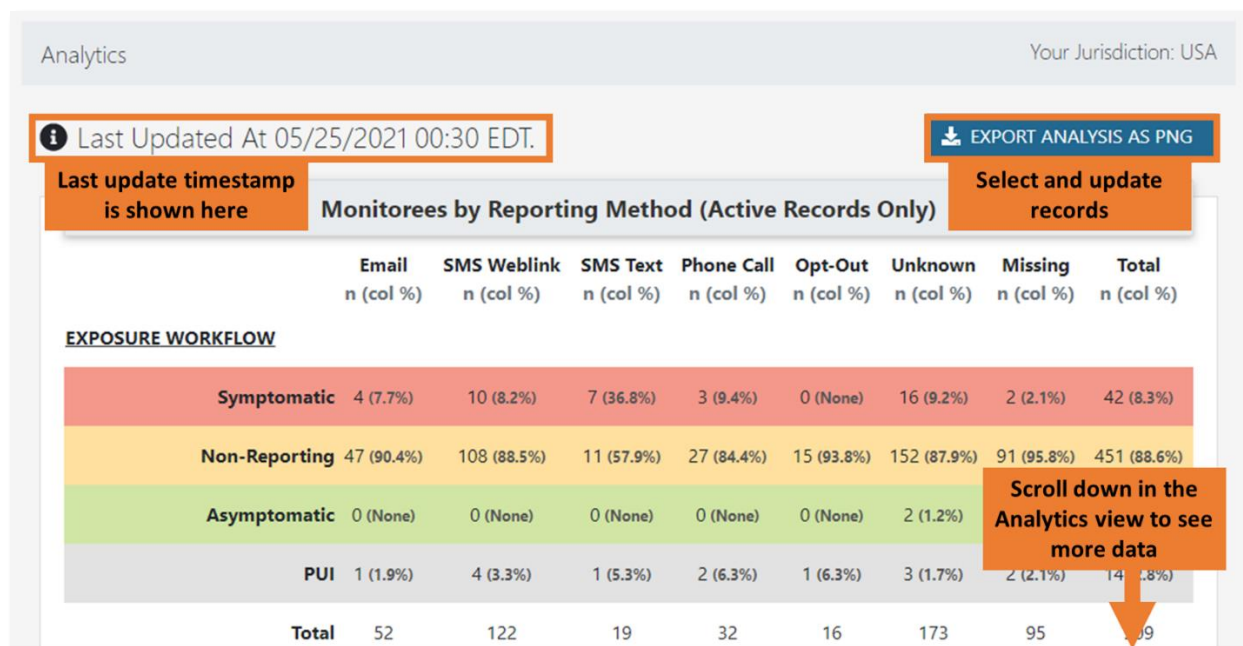 Analytics
Your Jurisdiction: USA
Last Updated At 05/25/2021 00:30 EDT.
EXPORT ANALYSIS AS PNG
Last update timestamp
is shown here
Select and update
records
Monitorees by Reporting Method (Active Records Only)
Email SMS Weblink SMS Text Phone Call Opt-Out Unknown Missing Total
n (col %) n (col %) n (col %) n (col %) n (col %) n (col %) n (col %) n (col %)
EXPOSURE WORKFLOW
Symptomatic 4 (7.7%) 10 (8.2%) 7 (36.8%) 3 (9.4%) 0 (None) 16 (9.2%) 2 (2.1%) 42 (8.3%)
Non-Reporting 47 (90.4%) 108 (88.5%) 11 (57.9%) 27 (84.4%) 15 (93.8%) 152 (87.9%) 91 (95.8%) 451 (88.6%)
Scroll down in the
Analytics view to see
more data
Asymptomatic 0 (None) 0 (None) 0 (None) 0 (None) 0 (None) 2 (1.2%)
PUI 1 (1.9%) 4 (3.3%) 1 (5.3%) 2 (6.3%) 1 (6.3%) 3 (1.7%) 2 (2.1%)
Total 52 122 19 32 16 173 95